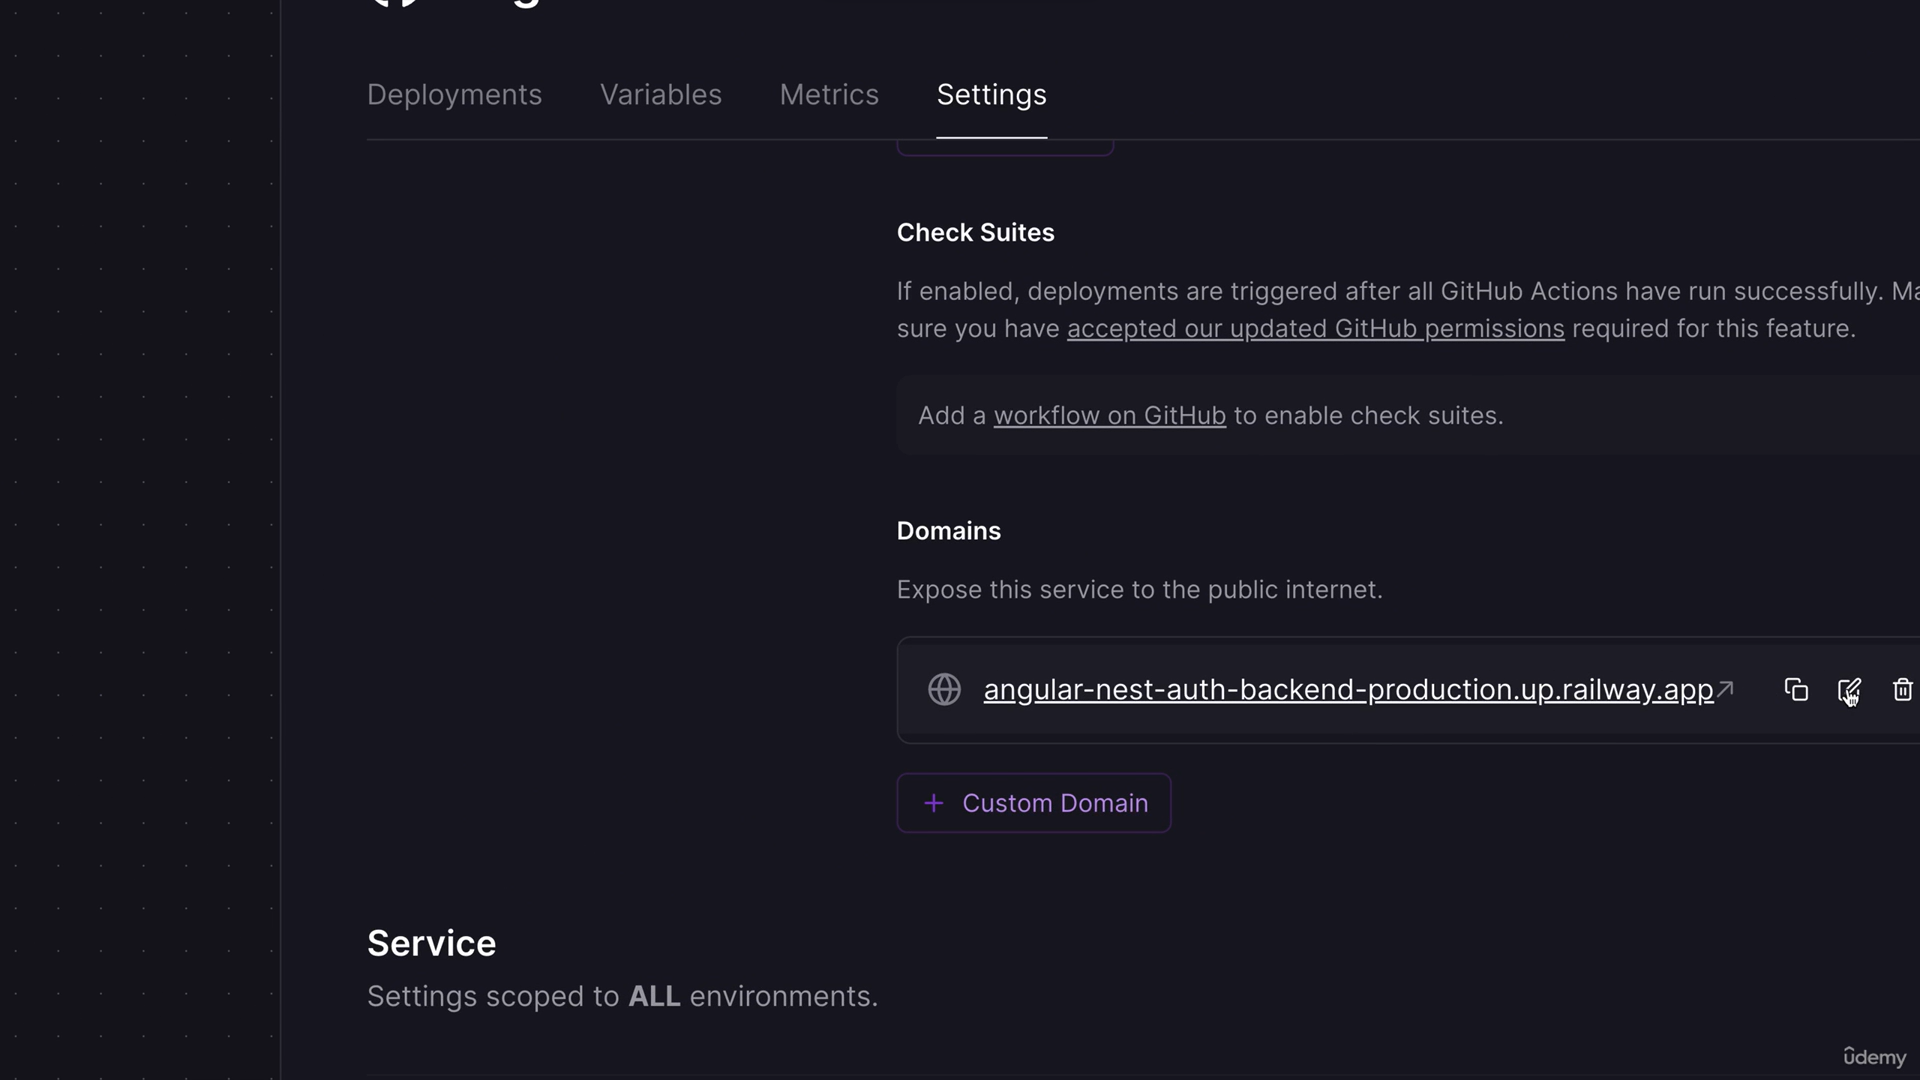 Deployments Variables Metrics Settings
Check Suites
If enabled, deployments are triggered after all GitHub Actions have run successfully.
sure you have accepted our updated GitHub permissions required for this feature.
Add a workflow on GitHub to enable check suites.
Domains
Expose this service to the public internet.
angular-nest-auth-backend-production.up.railway.app
+ Custom Domain
Service
Settings scoped to ALL environments.
ûdemy